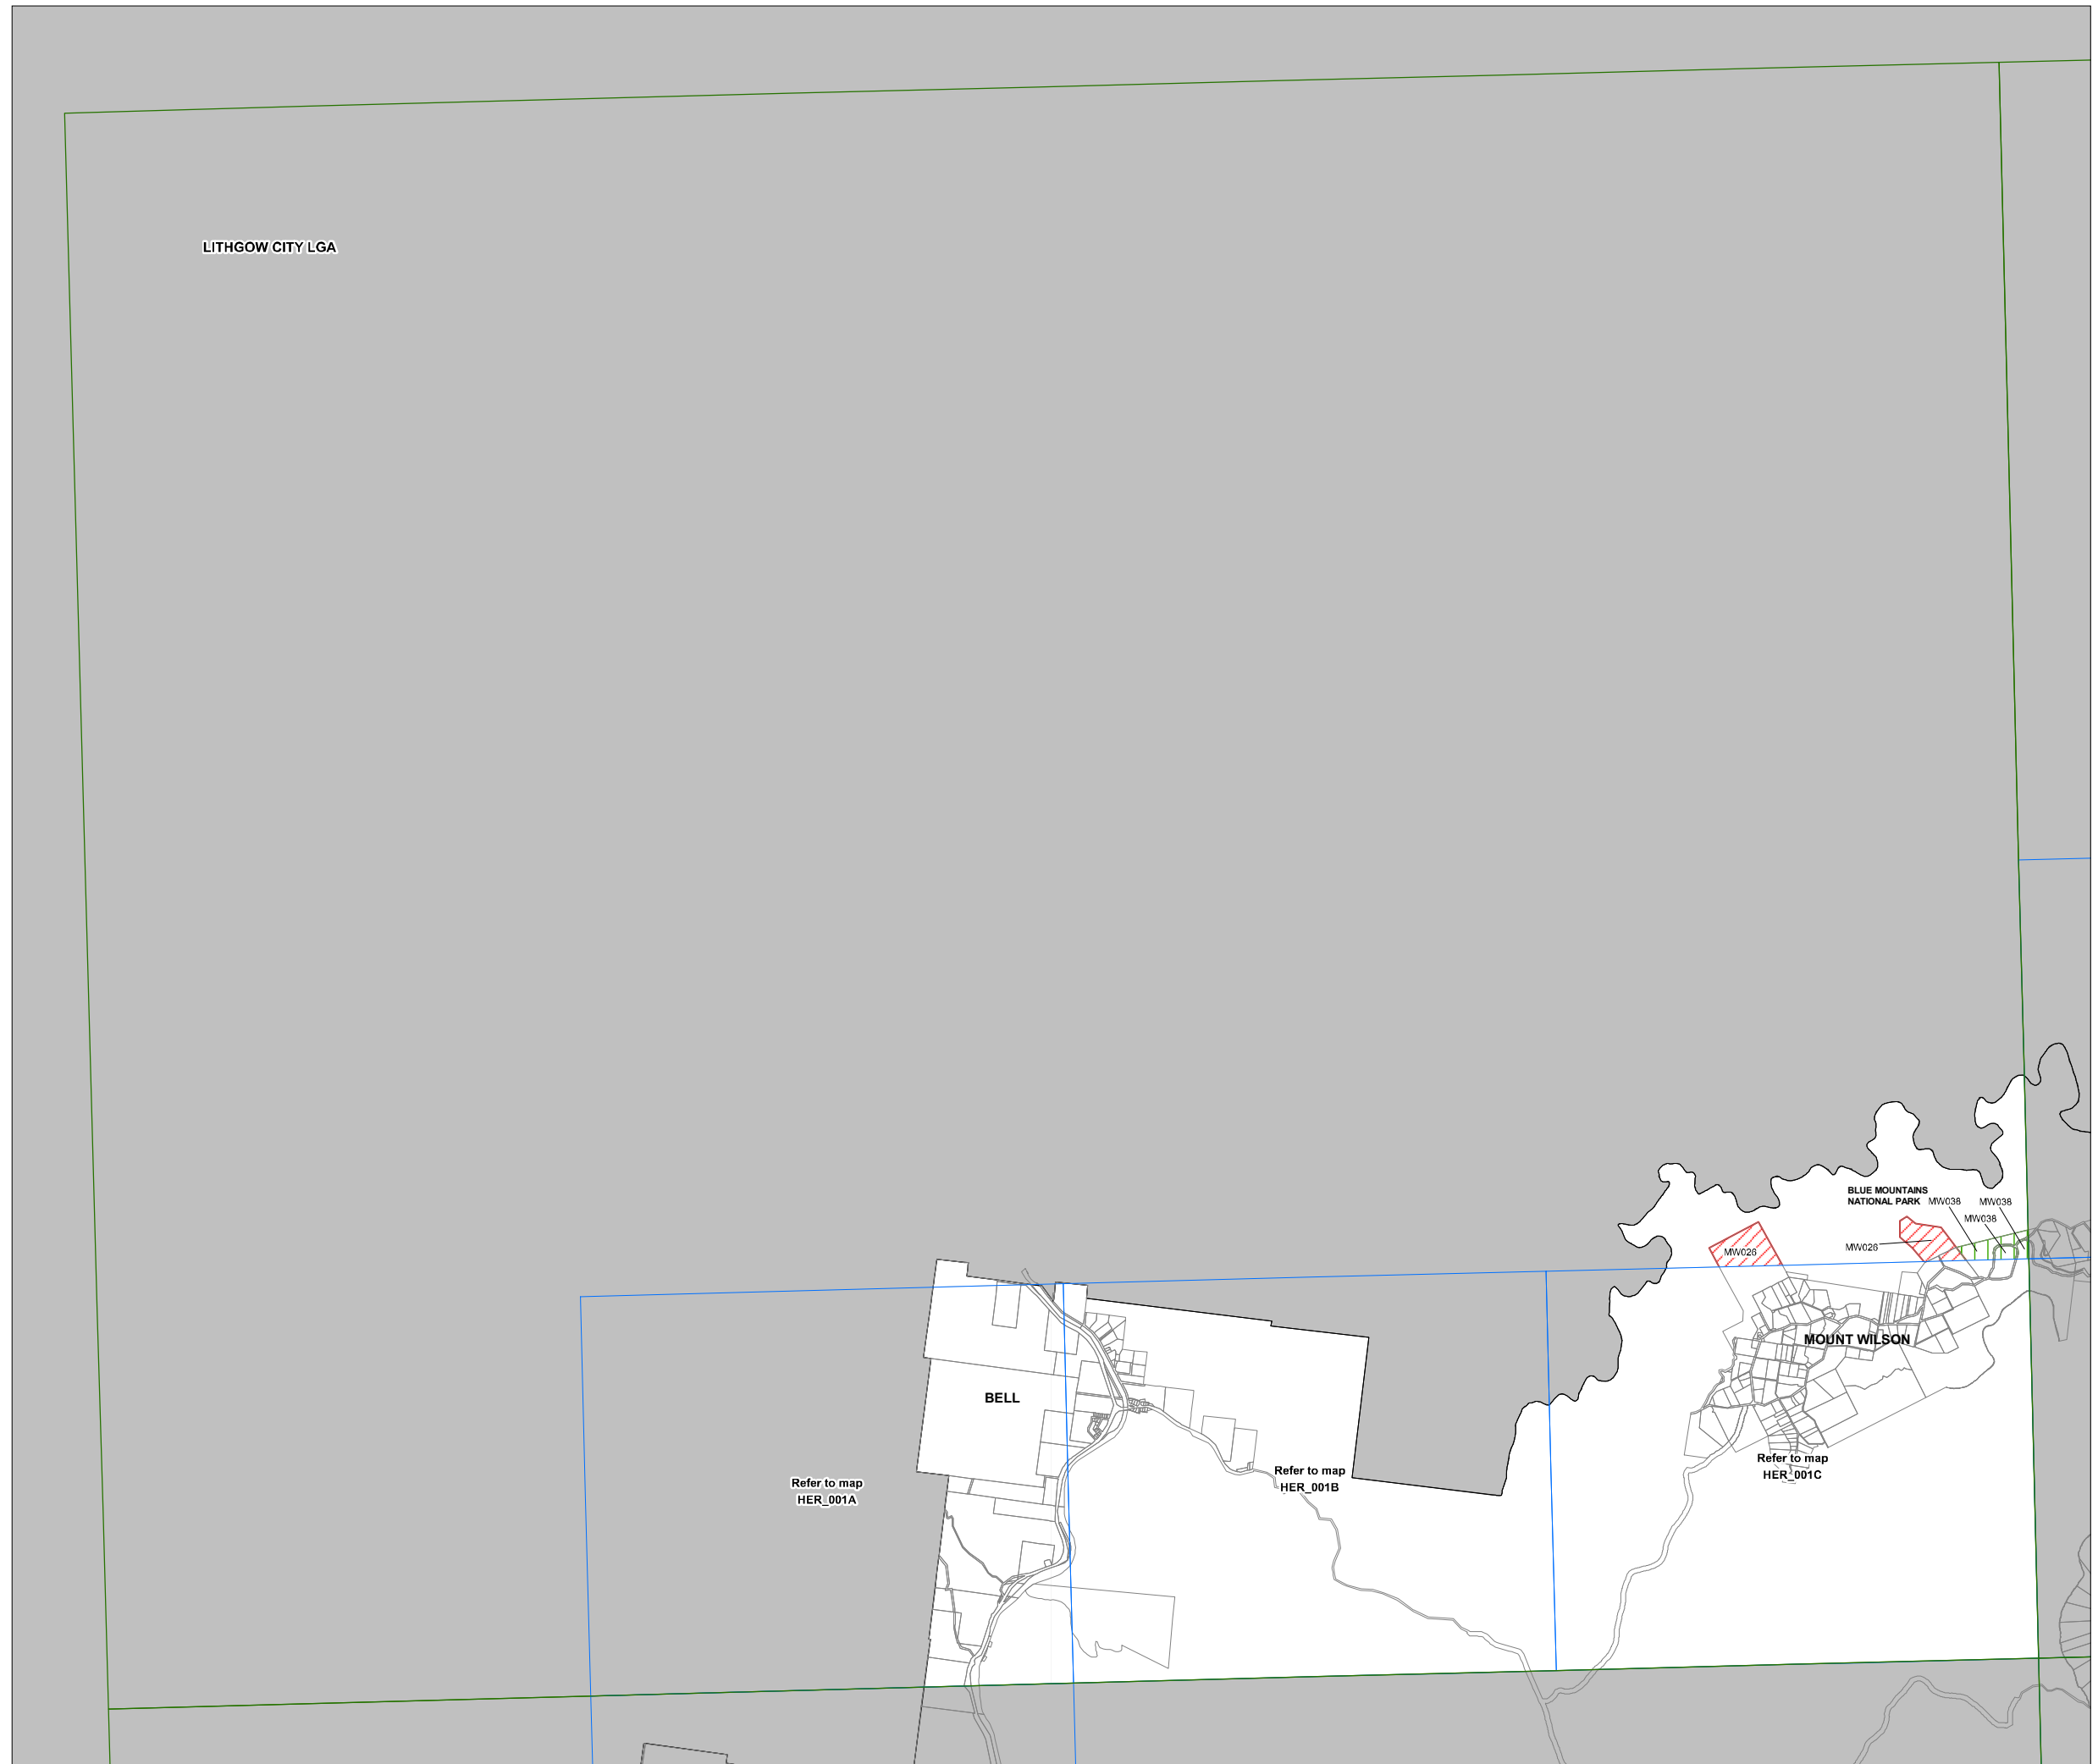 LITHGOW CITY LGA
BLUE MOUNTAINS
NATIONAL PARK
MW038
MW038
MW038
MW026
MW026
MOUNT WILSON
BELL
Refer to map
HER_001C
Refer to map
HER_001B
Refer to map
HER_001A